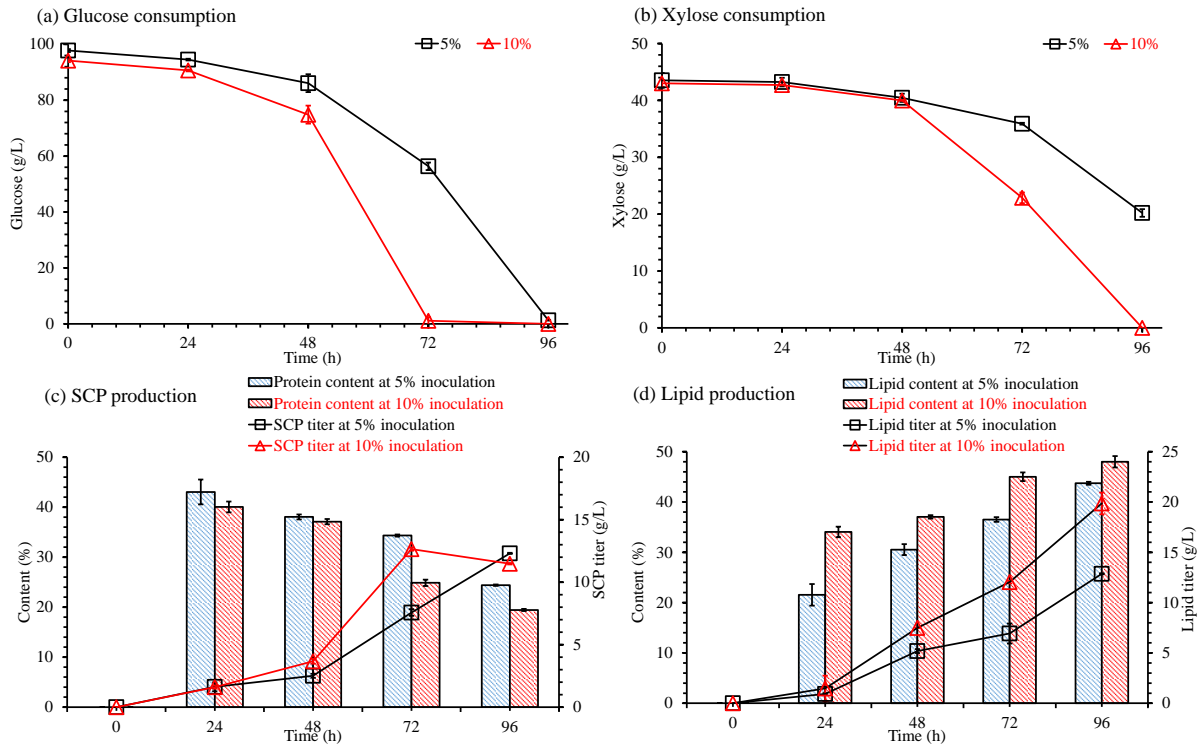 (a) Glucose consumption
5%
10%
100
80
60
40
20
0
Glucose (g/L)
0 24 48 72 96
Time (h)
(b) Xylose consumption
5%
10%
50
40
30
20
10
0
Xylose (g/L)
0 24 48 72 96
Time (h)
(c) SCP production
Protein content at 5% inoculation
Protein content at 10% inoculation
SCP titer at 5% inoculation
SCP titer at 10% inoculation
50
40
30
20
10
0
Content (%)
20
15
10
5
0
SCP titer (g/L)
0 24 48 72 96
Time (h)
(d) Lipid production
Lipid content at 5% inoculation
Lipid content at 10% inoculation
Lipid titer at 5% inoculation
Lipid titer at 10% inoculation
50
40
30
20
10
0
Content (%)
25
20
15
10
5
0
Lipid titer (g/L)
0 24 48 72 96
Time (h)